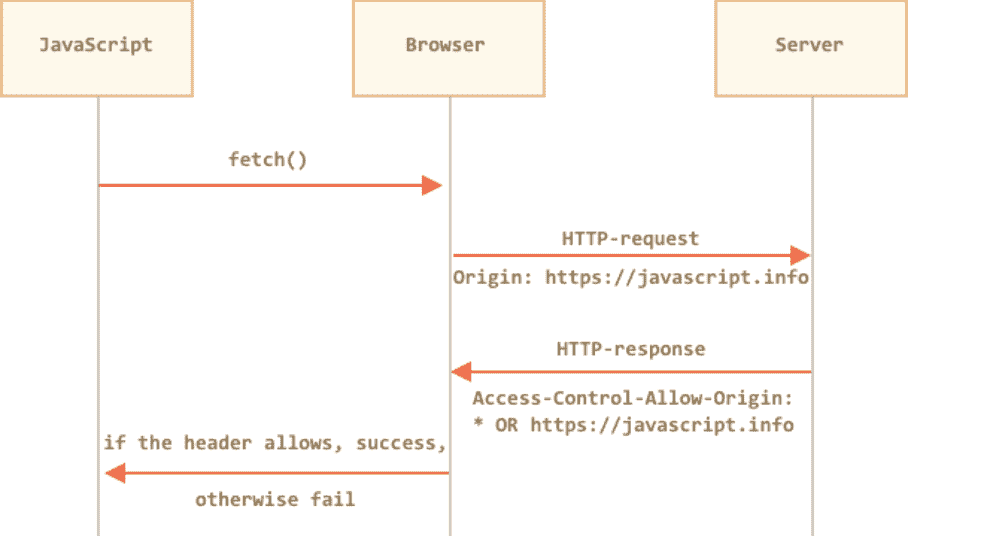 JavaScript
Browser
Server
fetch()
HTTP-request
Origin: https://javascript.info
HTTP-response
Access-Control-Allow-Origin:
* OR https://javascript.info
if the header allows, success,
otherwise fail